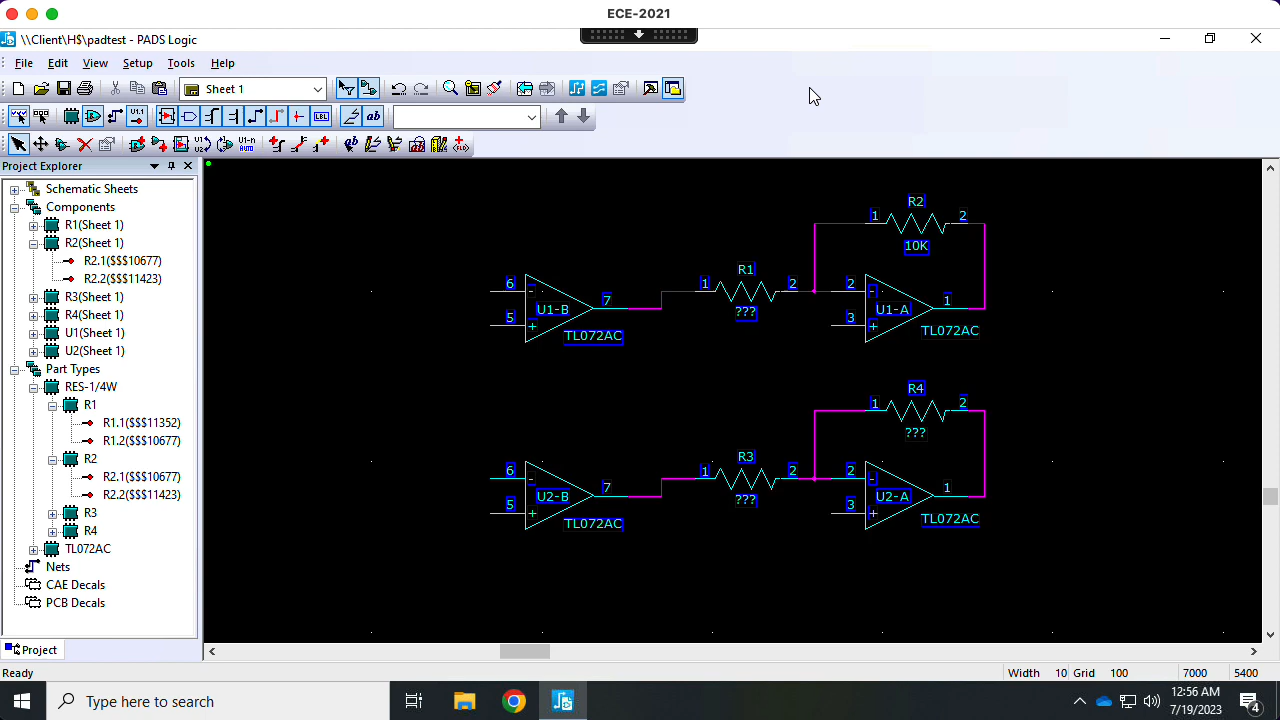 ECE-2021
\\Client\H$\padtest - PADS Logic
File Edit View Setup Tools Help
Sheet 1
U1.1
ab
U2
U1-n
ab
Project Explorer
Schematic Sheets
Components
R1(Sheet 1)
R2(Sheet 1)
R2.1($$$10677)
R2.2($$$11423)
R3(Sheet 1)
R4(Sheet 1)
U1(Sheet 1)
U2(Sheet 1)
Part Types
RES-1/4W
R1
R1.1($$$11352)
R1.2($$$10677)
R2
R2.1($$$10677)
R2.2($$$11423)
R3
R4
TL072AC
Nets
CAE Decals
PCB Decals
Project
R2
1 2
10K
6 - 5 + U1-B 7
TL072AC
R1
1 2
???
2 - 3 + U1-A 1
TL072AC
R4
1 2
???
6 - 5 + U2-B 7
TL072AC
R3
1 2
???
2 - 3 + U2-A 1
TL072AC
Ready
Width 10 Grid 100 7000 5400
Type here to search
12:56 AM
7/19/2023
4